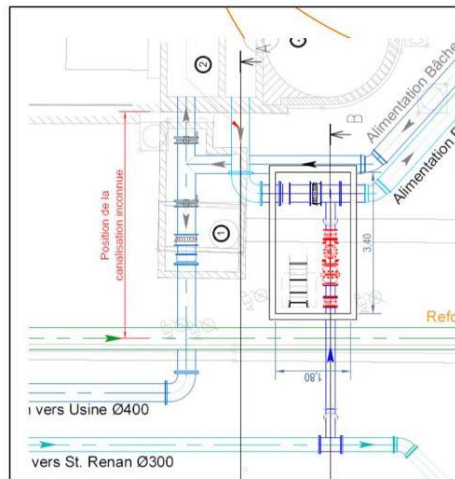 2
A
B
Alimentation Bâche
Alimentation
Position de la
canalisation inconnue
1
3.40
Refo
1.80
vers Usine Ø400
vers St. Renan Ø300